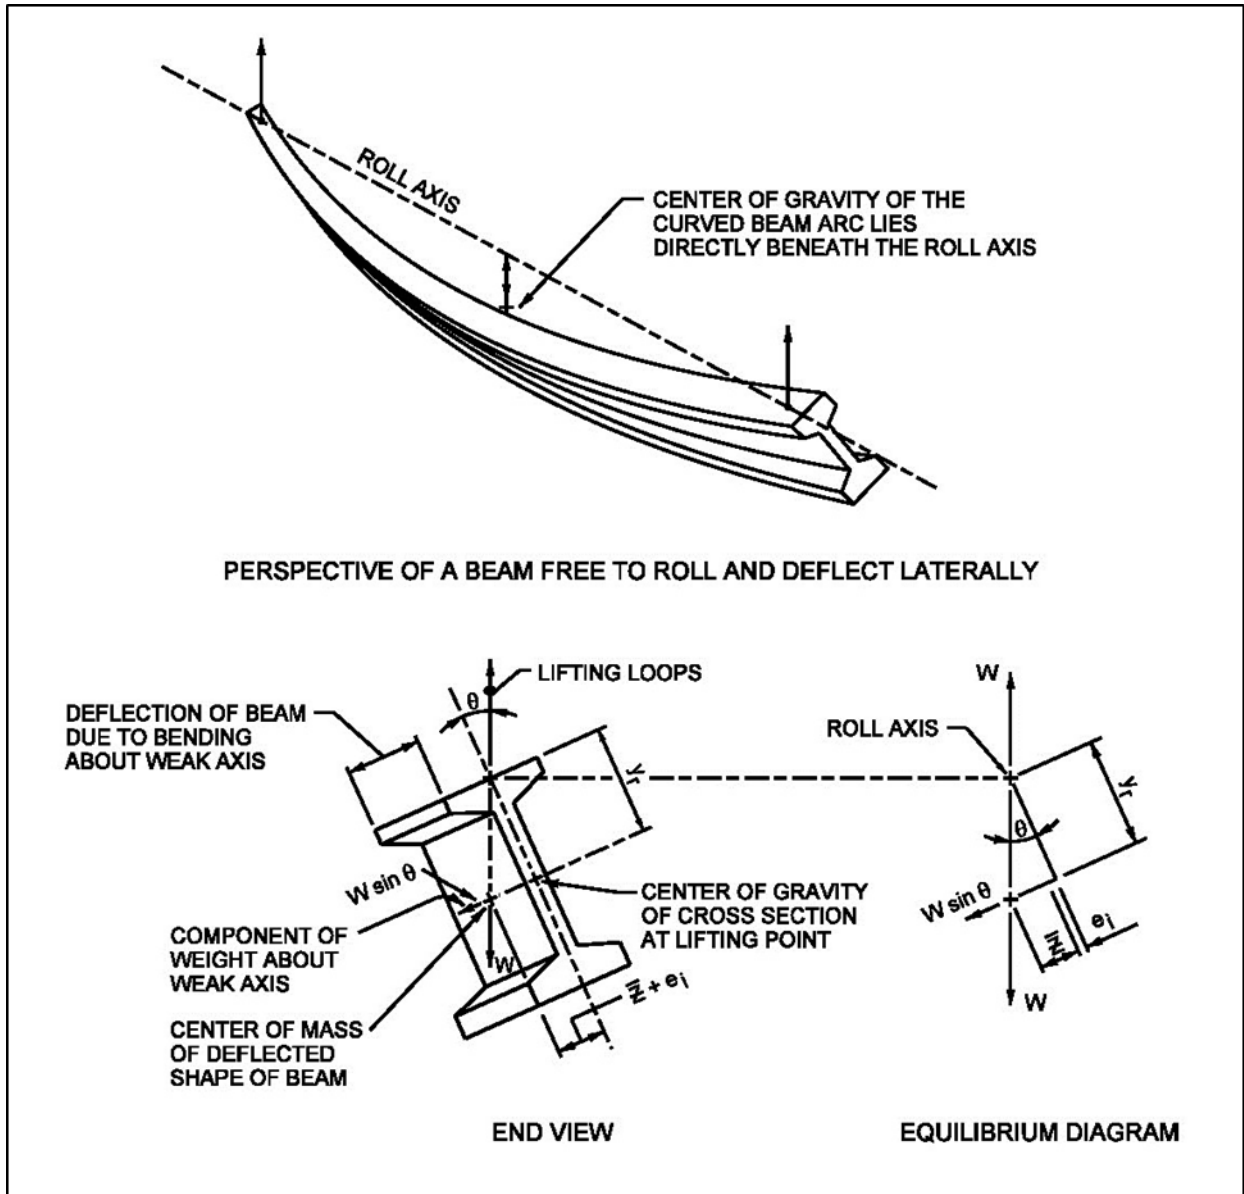 ROLL AXIS
CENTER OF GRAVITY OF THE
CURVED BEAM ARC LIES
DIRECTLY BENEATH THE ROLL AXIS
PERSPECTIVE OF A BEAM FREE TO ROLL AND DEFLECT LATERALLY
LIFTING LOOPS
θ
DEFLECTION OF BEAM
DUE TO BENDING
ABOUT WEAK AXIS
yr
W sin θ
CENTER OF GRAVITY
OF CROSS SECTION
AT LIFTING POINT
COMPONENT OF
WEIGHT ABOUT
WEAK AXIS
W
z̅ + ei
CENTER OF MASS
OF DEFLECTED
SHAPE OF BEAM
END VIEW
W
ROLL AXIS
yr
θ
W sin θ
z̅
ei
W
EQUILIBRIUM DIAGRAM